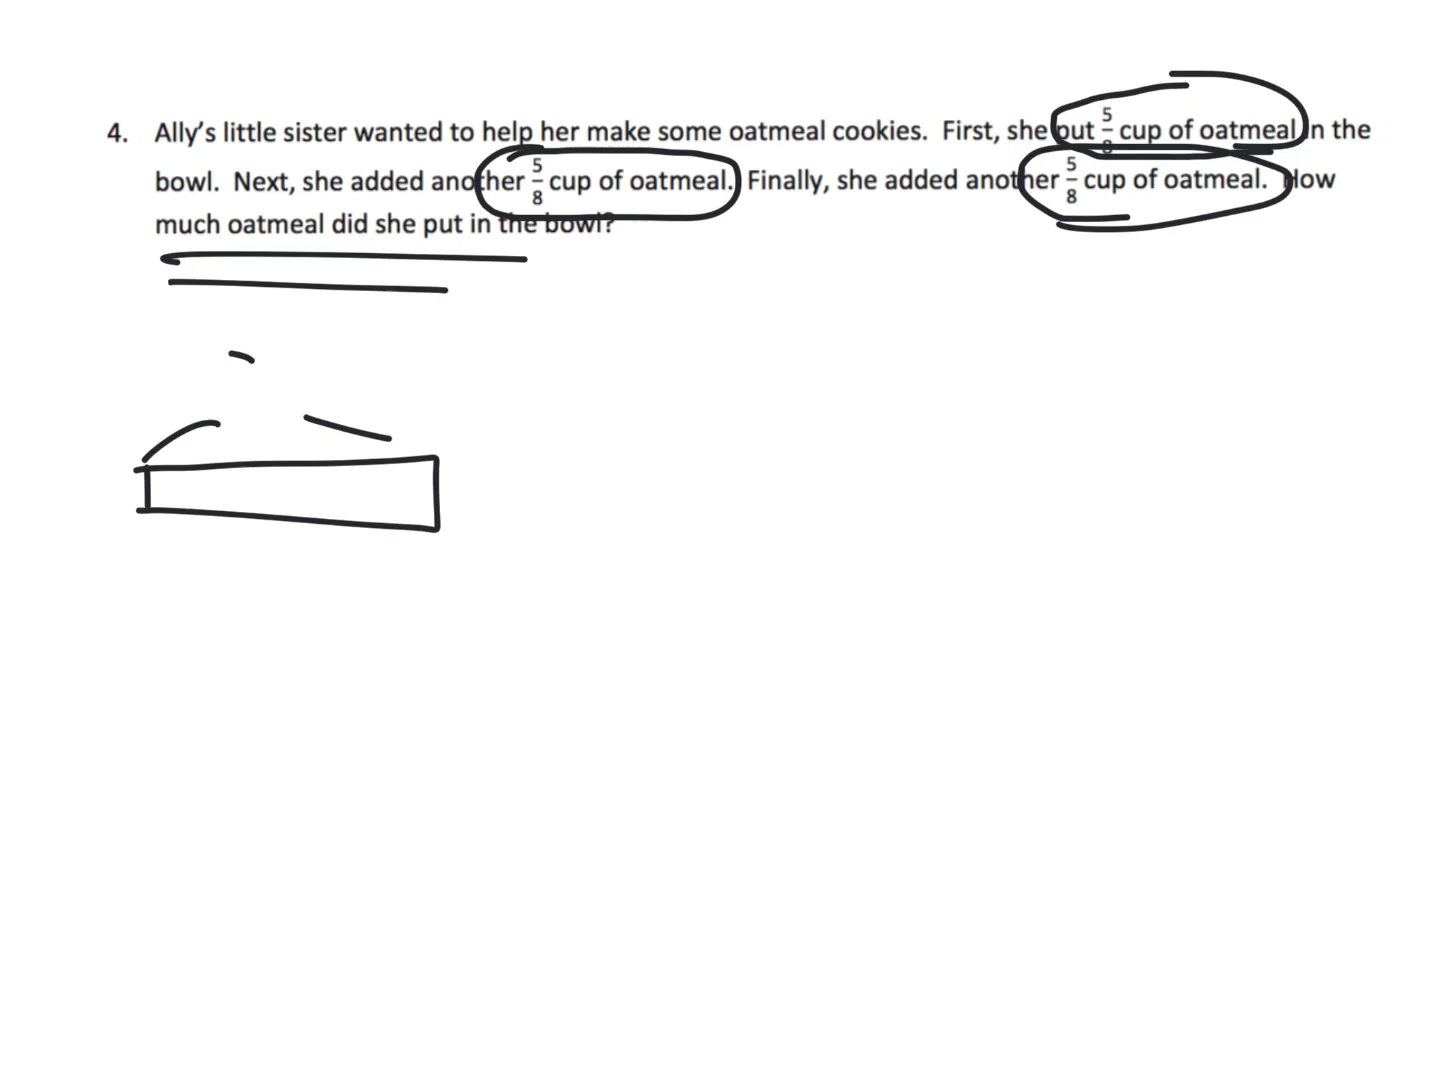 4. Ally's little sister wanted to help her make some oatmeal cookies. First, she put 5/8 cup of oatmeal in the
bowl. Next, she added another 5/8 cup of oatmeal. Finally, she added another 5/8 cup of oatmeal. How
much oatmeal did she put in the bowl?